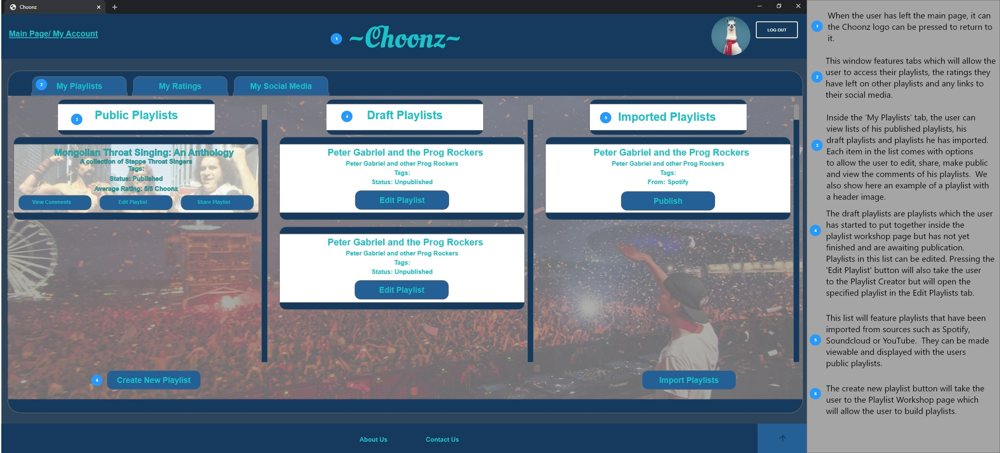 Choonz
Main Page/ My Account
1
~Choonz~
LOG OUT
2
My Playlists
My Ratings
My Social Media
3
Public Playlists
Mongolian Throat Singing: An Anthology
A collection of Steppe Throat Singers
Tags:
Status: Published
Average Rating: 5/5 Choonz
View Comments
Edit Playlist
Share Playlist
4
Draft Playlists
Peter Gabriel and the Prog Rockers
Peter Gabriel and other Prog Rockers
Tags:
Status: Unpublished
Edit Playlist
Peter Gabriel and the Prog Rockers
Peter Gabriel and other Prog Rockers
Tags:
Status: Unpublished
Edit Playlist
5
Imported Playlists
Peter Gabriel and the Prog Rockers
Peter Gabriel and other Prog Rockers
Tags:
From: Spotify
Publish
6
Create New Playlist
Import Playlists
About Us
Contact Us
1
When the user has left the main page, it can
the Choonz logo can be pressed to return to
it.
2
This window features tabs which will allow the
user to access their playlists, the ratings they
have left on other playlists and any links to
their social media.
3
Inside the 'My Playlists' tab, the user can
view lists of his published playlists, his
draft playlists and playlists he has imported.
Each item in the list comes with options
to allow the user to edit, share, make public
and view the comments of his playlists.  We
also show here an example of a playlist with
a header image.
4
The draft playlists are playlists which the user
has started to put together inside the
playlist workshop page but has not yet
finished and are awaiting publication.
Playlists in this list can be edited. Pressing the
'Edit Playlist' button will also take the user
to the Playlist Creator but will open the
specified playlist in the Edit Playlists tab.
5
This list will feature playlists that have been
imported from sources such as Spotify,
Soundcloud or YouTube.  They can be made
viewable and displayed with the users
public playlists.
6
The create new playlist button will take the
user to the Playlist Workshop page which
will allow the user to build playlists.